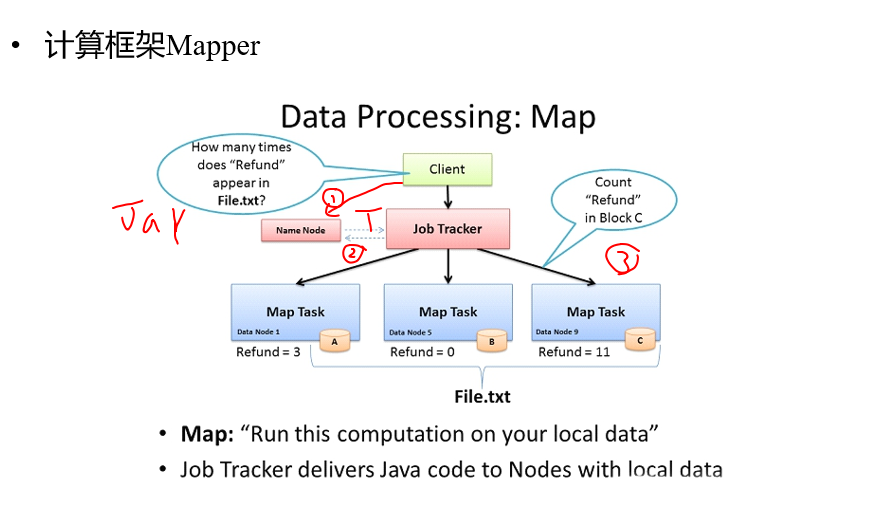 • 计算框架Mapper
Data Processing: Map
How many times
does “Refund”
appear in
File.txt?
Client
Count
“Refund”
in Block C
①
Jar
T
Name Node
Job Tracker
②
③
Map Task
Map Task
Map Task
Data Node 1
Data Node 5
Data Node 9
A
B
C
Refund = 3
Refund = 0
Refund = 11
File.txt
• Map: “Run this computation on your local data”
• Job Tracker delivers Java code to Nodes with local data